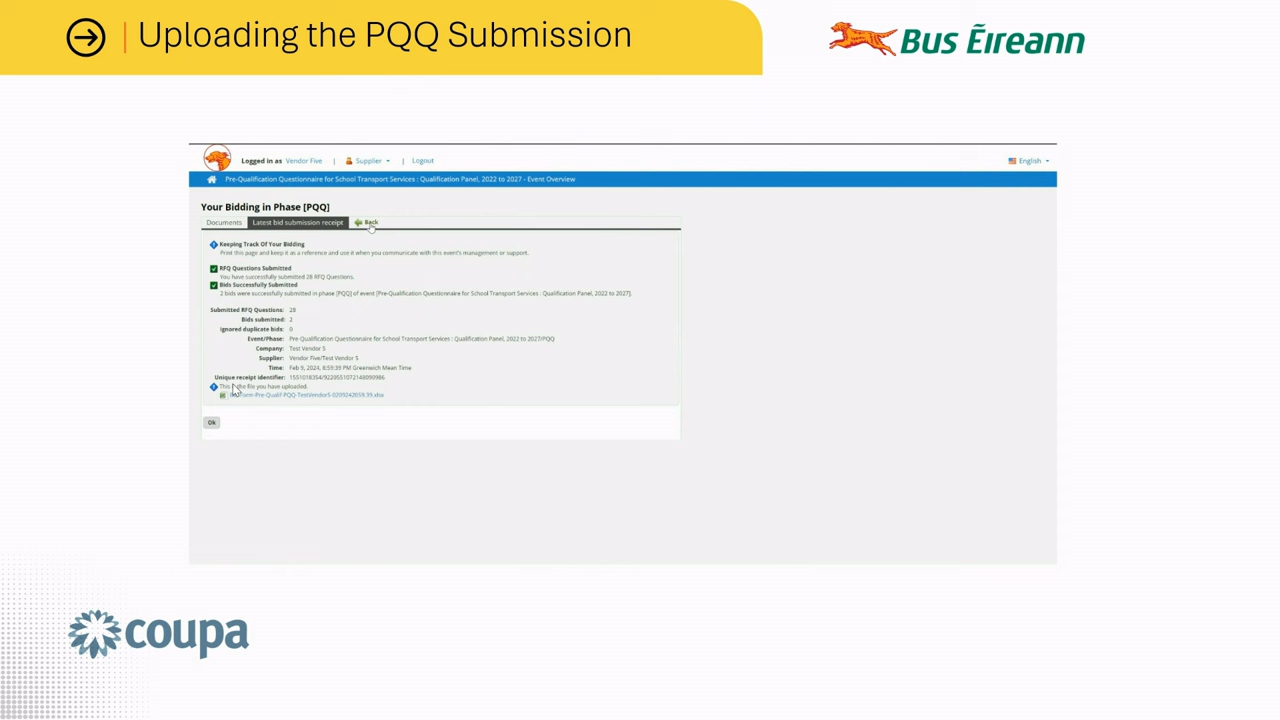 Uploading the PQQ Submission
Bus Éireann
Logged in as Vendor Five | Supplier | Logout
English
Pre-Qualification Questionnaire for School Transport Services : Qualification Panel, 2022 to 2027 - Event Overview
Your Bidding in Phase [PQQ]
Documents Latest bid submission receipt Back
Keeping Track Of Your Bidding
Print this page and keep it as a reference and use it when you communicate with this event's management or support.
RFQ Questions Submitted
You have successfully submitted 28 RFQ Questions.
Bids Successfully Submitted
2 bids were successfully submitted in phase [PQQ] of event [Pre-Qualification Questionnaire for School Transport Services : Qualification Panel, 2022 to 2027].
Submitted RFQ Questions: 28
Bids submitted: 2
Ignored duplicate bids: 0
Event/Phase: Pre-Qualification Questionnaire for School Transport Services : Qualification Panel, 2022 to 2027/PQQ
Company: Test Vendor 5
Supplier: Vendor Five/Test Vendor 5
Time: Feb 9, 2024, 8:59:39 PM Greenwich Mean Time
Unique receipt identifier: 1551018354/9220551072148090986
This the file you have uploaded.
Ok
coupa